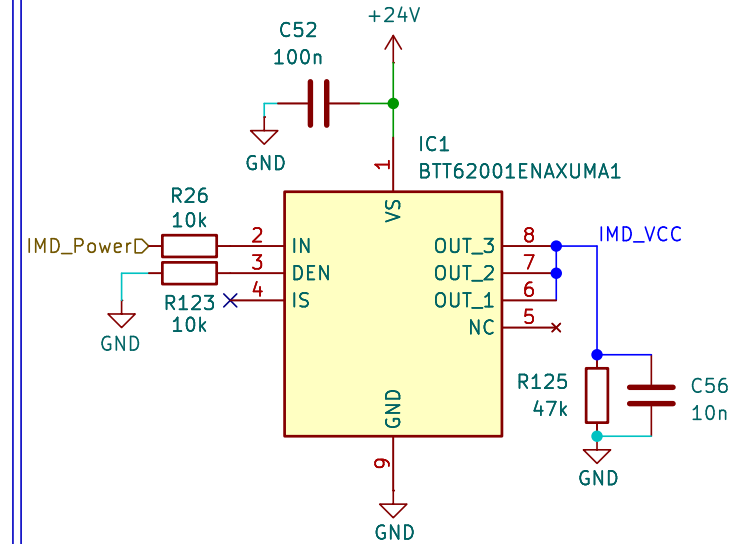 +24V
C52
100n
GND
IC1
BTT62001ENAXUMA1
1
VS
R26
10k
IMD_Power
2
IN
OUT_3
8
IMD_VCC
3
DEN
OUT_2
7
4
IS
OUT_1
6
R123
10k
NC
5
GND
R125
47k
C56
10n
GND
9
GND
GND